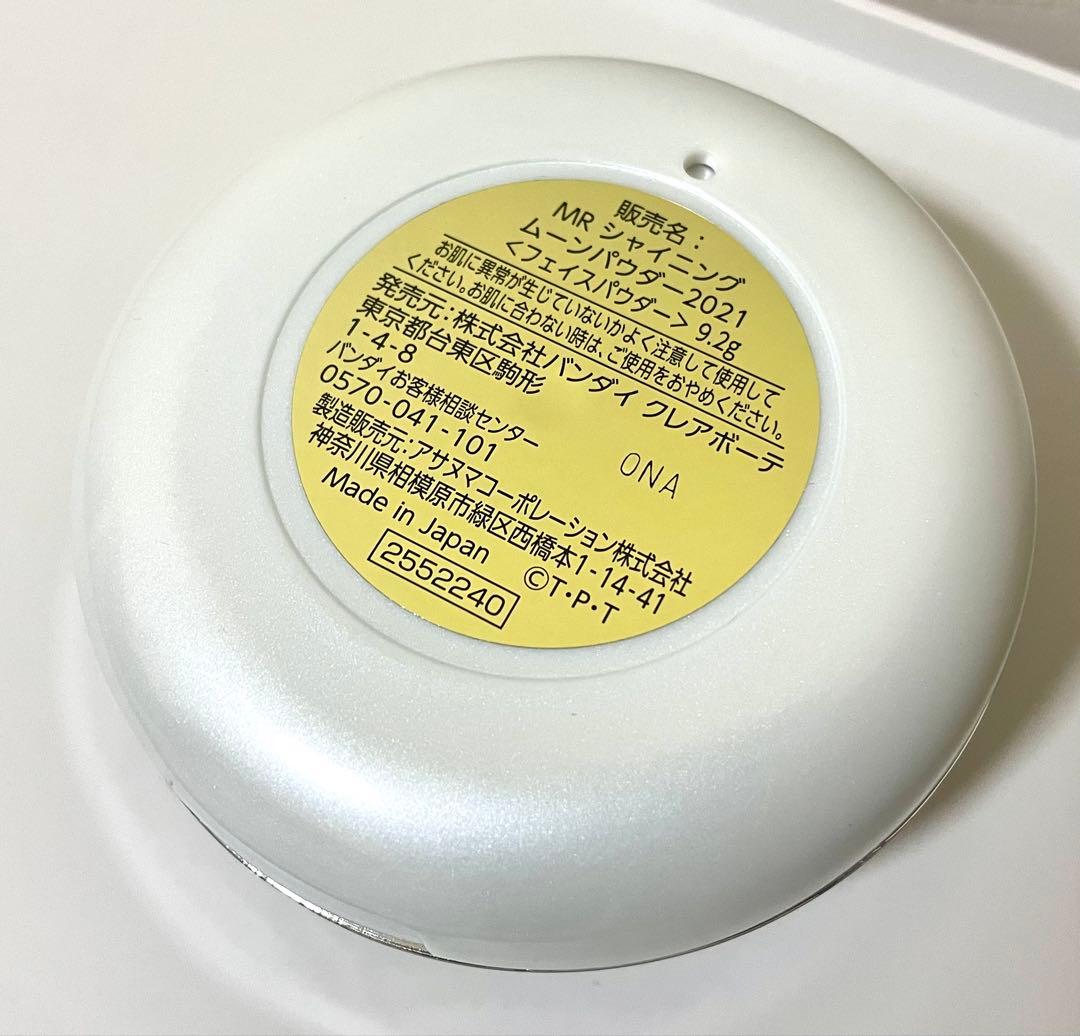 販売名：
MR シャイニング
ムーンパウダー2021
＜フェイスパウダー＞ 9.2g
お肌に異常が生じていないかよく注意して使用して
ください。お肌に合わない時は、ご使用をおやめください。
発売元：株式会社バンダイ クレアボーテ
東京都台東区駒形
1-4-8
バンダイお客様相談センター
0570-041-101
製造販売元：アサヌマコーポレーション株式会社
神奈川県相模原市緑区西橋本1-14-41
Made in Japan
©T・P・T
2552240
0NA